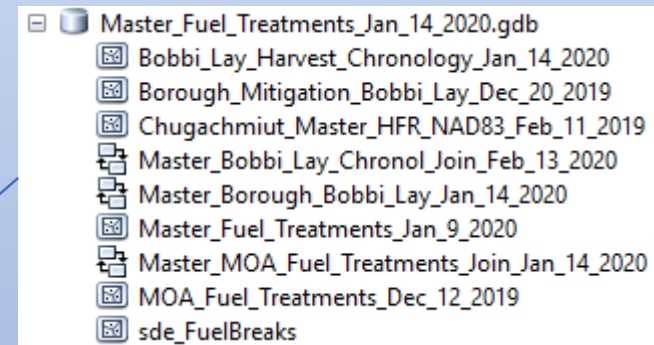 Master_Fuel_Treatments_Jan_14_2020.gdb
Bobbi_Lay_Harvest_Chronology_Jan_14_2020
Borough_Mitigation_Bobbi_Lay_Dec_20_2019
Chugachmiut_Master_HFR_NAD83_Feb_11_2019
Master_Bobbi_Lay_Chronol_Join_Feb_13_2020
Master_Borough_Bobbi_Lay_Jan_14_2020
Master_Fuel_Treatments_Jan_9_2020
Master_MOA_Fuel_Treatments_Join_Jan_14_2020
MOA_Fuel_Treatments_Dec_12_2019
sde_FuelBreaks